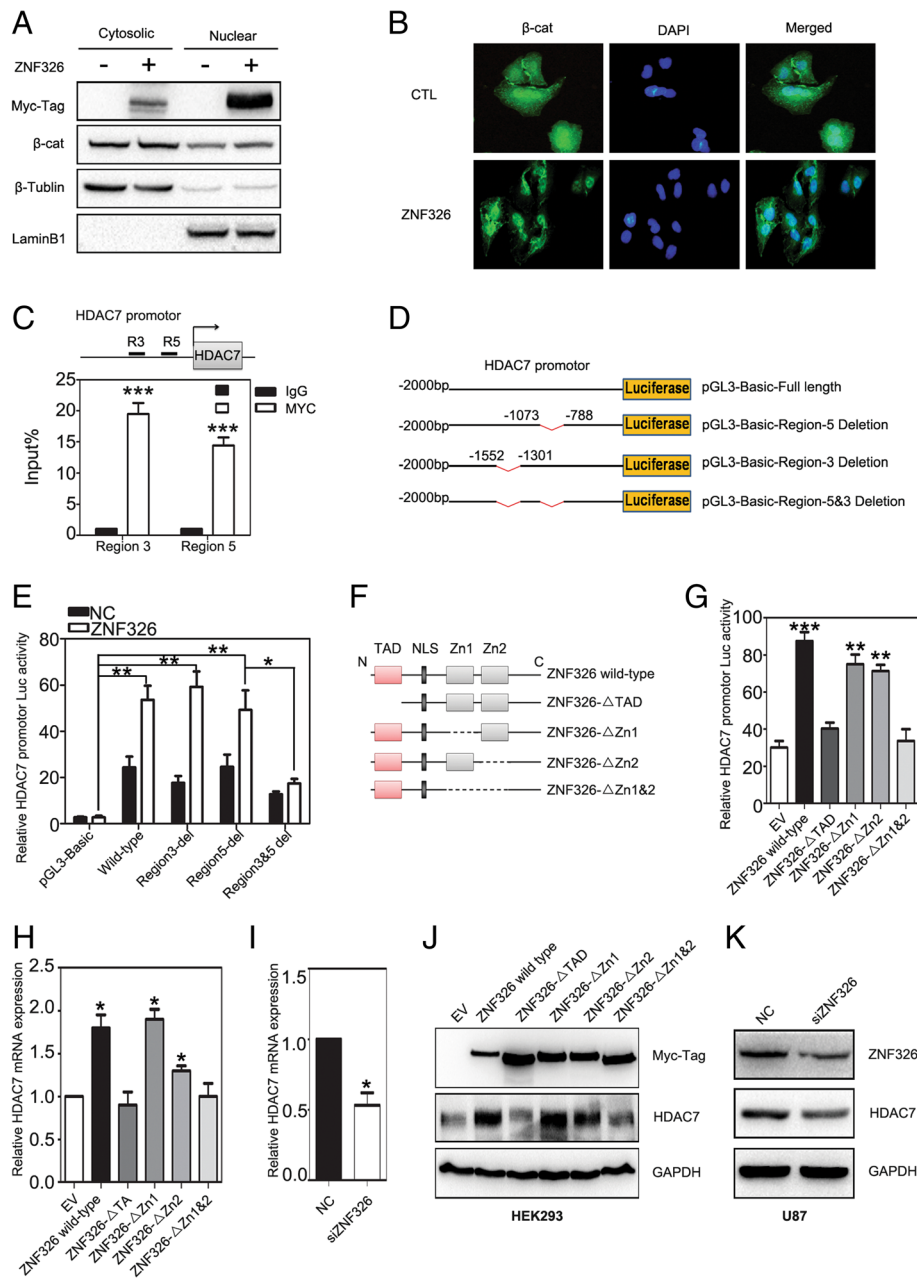 A
Cytosolic Nuclear
ZNF326 - + - +
Myc-Tag
β-cat
β-Tublin
LaminB1
B
β-cat DAPI Merged
CTL
ZNF326
C
HDAC7 promotor
R3 R5
HDAC7
Input%
25
20
15
10
5
0
*** ***
IgG
MYC
Region 3 Region 5
D
HDAC7 promotor
-2000bp Luciferase pGL3-Basic-Full length
-1073 -788
-2000bp Luciferase pGL3-Basic-Region-5 Deletion
-1552 -1301
-2000bp Luciferase pGL3-Basic-Region-3 Deletion
-2000bp Luciferase pGL3-Basic-Region-5&3 Deletion
E
NC
ZNF326
Relative HDAC7 promotor Luc activity
80
60
40
20
0
** ** ** *
pGL3-Basic
Wild-type
Region3-del
Region5-del
Region3&5 del
F
TAD NLS Zn1 Zn2
N C
ZNF326 wild-type
ZNF326-△TAD
ZNF326-△Zn1
ZNF326-△Zn2
ZNF326-△Zn1&2
G
Relative HDAC7 promotor Luc activity
100
80
60
40
20
0
*** ** **
EV
ZNF326 wild-type
ZNF326-△TAD
ZNF326-△Zn1
ZNF326-△Zn2
ZNF326-△Zn1&2
H
Relative HDAC7 mRNA expression
2.5
2.0
1.5
1.0
0.5
0.0
* * *
EV
ZNF326 wild-type
ZNF326-△TA
ZNF326-△Zn1
ZNF326-△Zn2
ZNF326-△Zn1&2
I
Relative HDAC7 mRNA expression
1.5
1.0
0.5
0.0
*
NC
siZNF326
J
EV
ZNF326 wild type
ZNF326-△TAD
ZNF326-△Zn1
ZNF326-△Zn2
ZNF326-△Zn1&2
Myc-Tag
HDAC7
GAPDH
HEK293
K
NC
siZNF326
ZNF326
HDAC7
GAPDH
U87